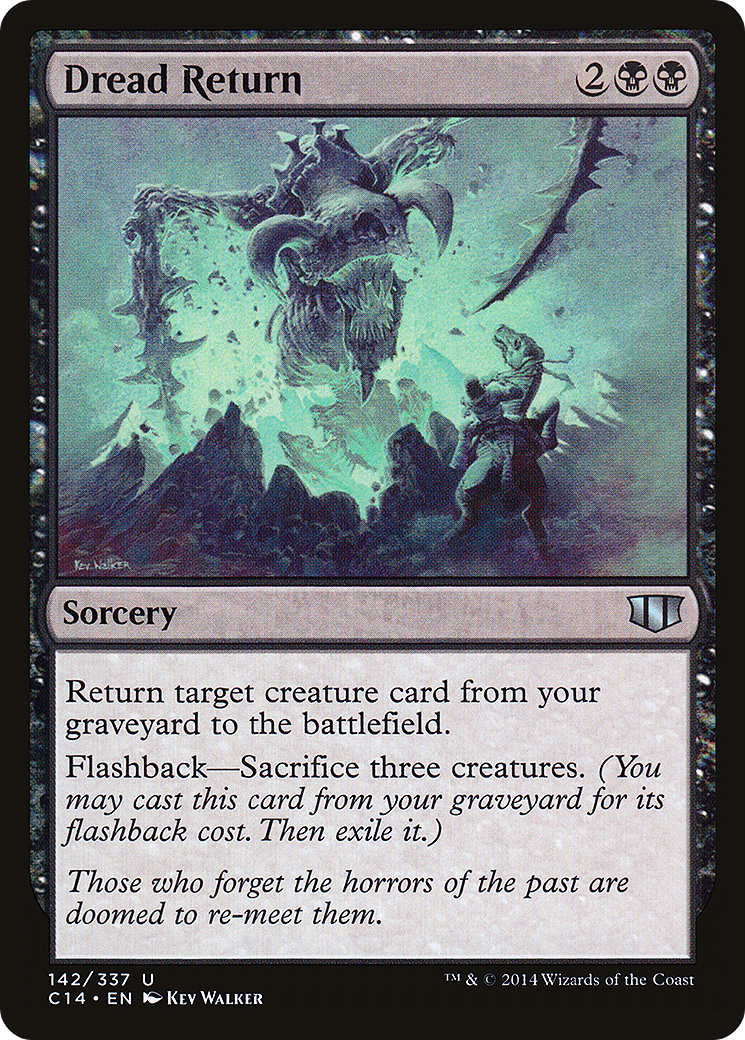 Dread Return 2
Kev. Walker
Sorcery
Return target creature card from your
graveyard to the battlefield.
Flashback—Sacrifice three creatures. (You
may cast this card from your graveyard for its
flashback cost. Then exile it.)
Those who forget the horrors of the past are
doomed to re-meet them.
142/337 U
™ & © 2014 Wizards of the Coast
C14 • EN Kev Walker